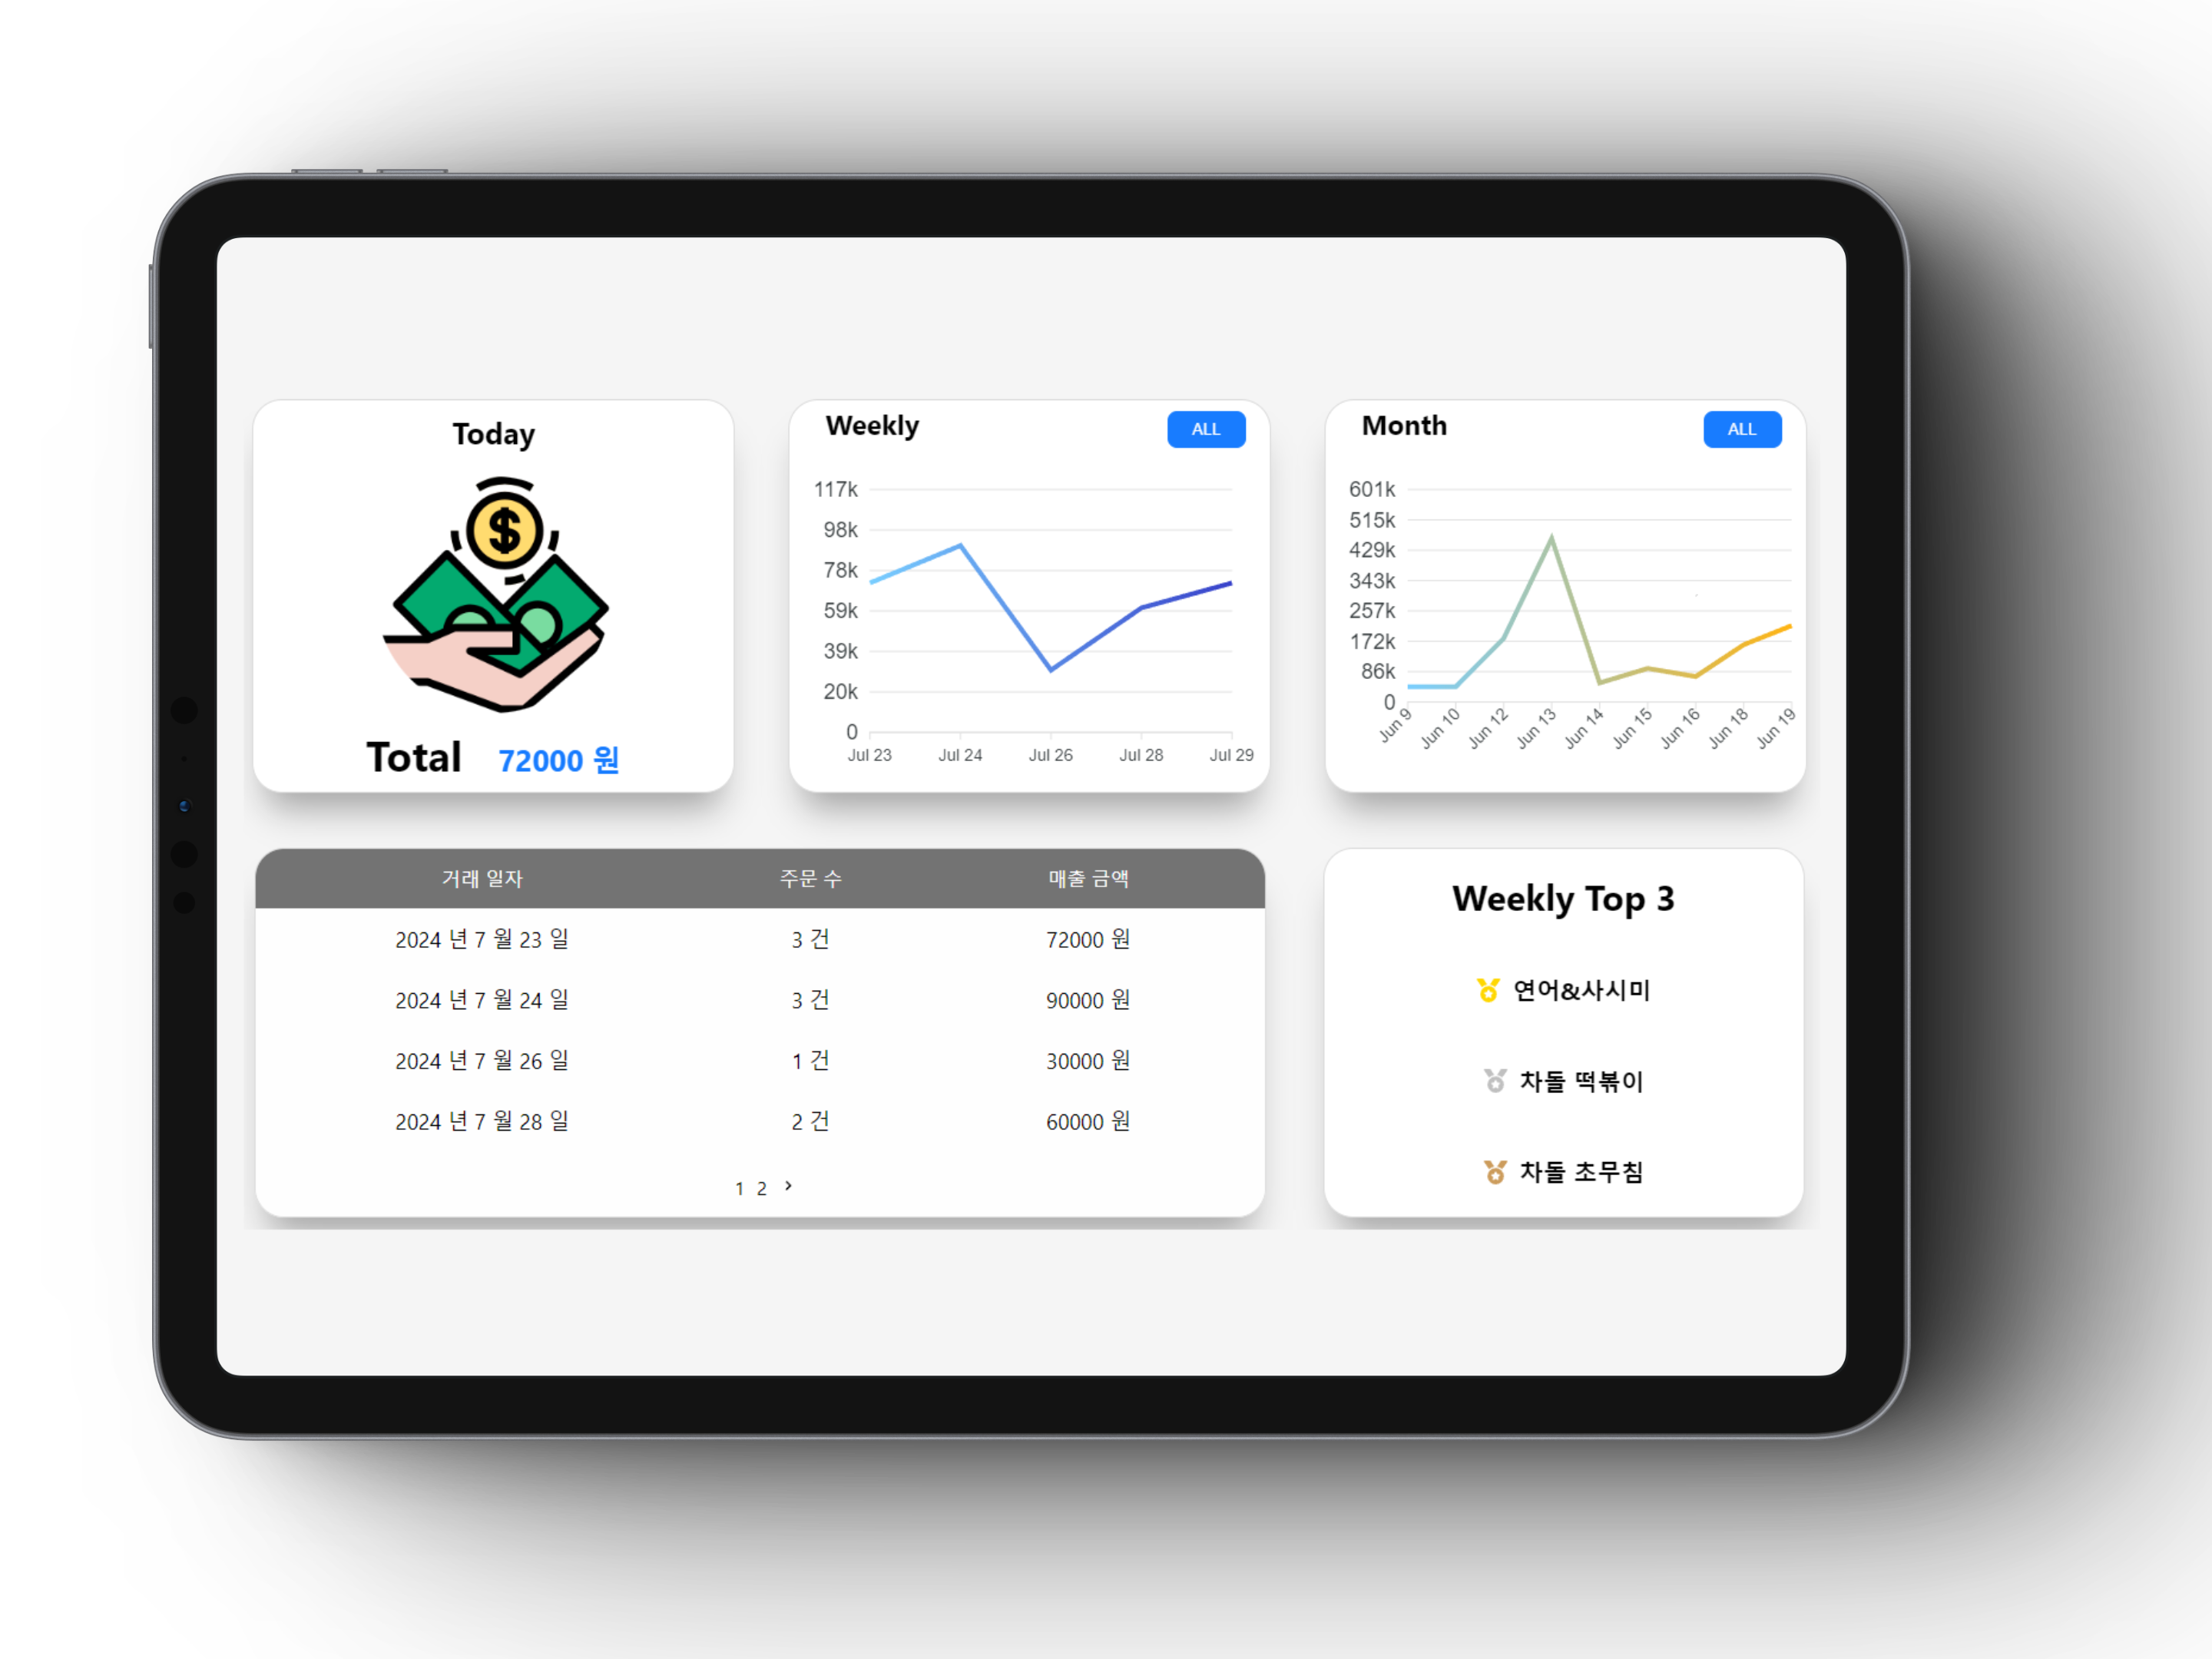 Today
$
Total 72000 원
Weekly
ALL
117k
98k
78k
59k
39k
20k
0
Jul 23 Jul 24 Jul 26 Jul 28 Jul 29
Month
ALL
601k
515k
429k
343k
257k
172k
86k
0
Jun 9 Jun 10 Jun 12 Jun 13 Jun 14 Jun 15 Jun 16 Jun 18 Jun 19
거래 일자 주문 수 매출 금액
2024 년 7 월 23 일 3 건 72000 원
2024 년 7 월 24 일 3 건 90000 원
2024 년 7 월 26 일 1 건 30000 원
2024 년 7 월 28 일 2 건 60000 원
1 2 >
Weekly Top 3
연어&사시미
차돌 떡볶이
차돌 초무침